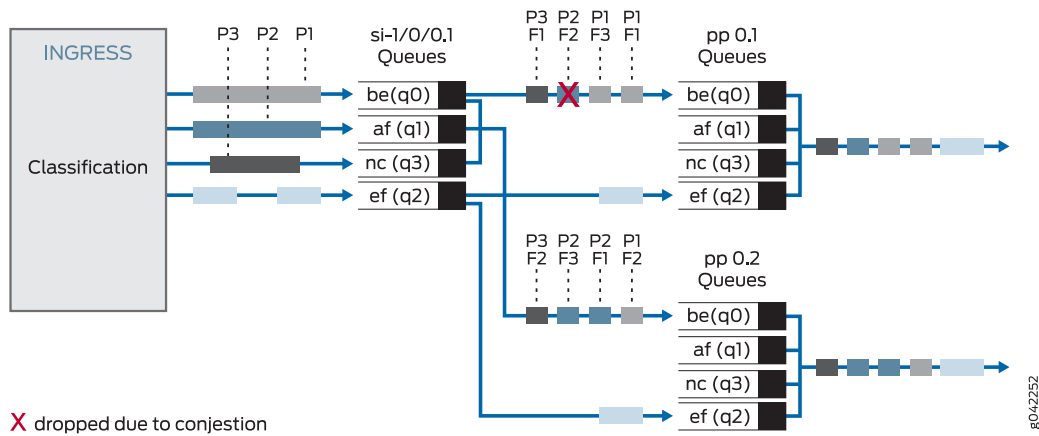 INGRESS
Classification
P3 P2 P1
si-1/0/0.1
Queues
be(q0)
af (q1)
nc (q3)
ef (q2)
P3 P2 P1 P1
F1 F2 F3 F1
X
pp 0.1
Queues
be(q0)
af (q1)
nc (q3)
ef (q2)
P3 P2 P2 P1
F2 F3 F1 F2
pp 0.2
Queues
be(q0)
af (q1)
nc (q3)
ef (q2)
X dropped due to conjestion
g042252